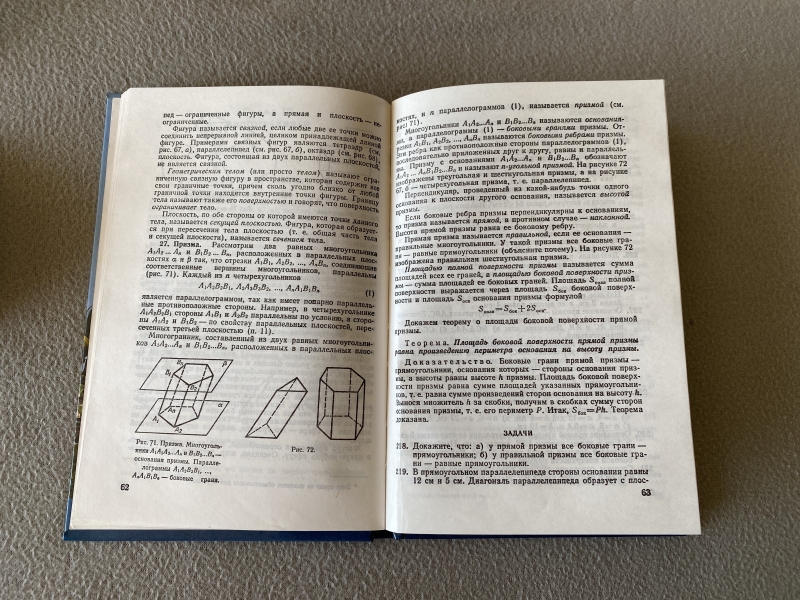 вед — ограниченные фигуры, а прямая и плоскость — не-
ограниченные.
Фигура называется связной, если любые две ее точки можно
соединить непрерывной линией, целиком принадлежащей данной
фигуре. Примерами связных фигур являются тетраэдр (см.
рис. 67, а), параллелепипед (см. рис. 67, б), октаэдр (см. рис. 68),
плоскость. Фигура, состоящая из двух параллельных плоскостей,
не является связной.
Геометрическим телом (или просто телом) называют огра-
ниченную связную фигуру в пространстве, которая содержит все
свои граничные точки, причем сколь угодно близко от любой
граничной точки находятся внутренние точки фигуры. Границу
тела называют также его поверхностью и говорят, что поверхность
ограничивает тело.
Плоскость, по обе стороны от которой имеются точки данного
тела, называется секущей плоскостью. Фигура, которая образует-
ся при пересечении тела плоскостью (т. е. общая часть тела
и секущей плоскости), называется сечением тела.
27. Призма. Рассмотрим два равных многоугольника
A₁A₂ ... Aₙ и B₁B₂ ... Bₙ, расположенных в параллельных плос-
костях α и β так, что отрезки A₁B₁, A₂B₂, ..., AₙBₙ, соединяющие
соответственные вершины многоугольников, параллельны
(рис. 71). Каждый из n четырехугольников
A₁A₂B₂B₁, A₂A₃B₃B₂, ..., AₙA₁B₁Bₙ (1)
является параллелограммом, так как имеет попарно параллель-
ные противоположные стороны. Например, в четырехугольнике
A₁A₂B₂B₁ стороны A₁B₁ и A₂B₂ параллельны по условию, а сторо-
ны A₁A₂ и B₁B₂ — по свойству параллельных плоскостей, пере-
сеченных третьей плоскостью (п. 11).
Многогранник, составленный из двух равных многоугольни-
ков A₁A₂...Aₙ и B₁B₂...Bₙ, расположенных в параллельных плос-
β
α
Рис. 71. Призма. Многоуголь-
ники A₁A₂A₃...Aₙ и B₁B₂...Bₙ —
основания призмы. Паралле-
лограммы A₁A₂B₂B₁, ...,
AₙA₁B₁Bₙ — боковые грани.
Рис. 72.
62
костях, и n параллелограммов (1), называется призмой (см.
рис. 71).
Многоугольники A₁A₂...Aₙ и B₁B₂...Bₙ называются основания-
ми, а параллелограммы (1) — боковыми гранями призмы. От-
резки A₁B₁, A₂B₂, ..., AₙBₙ называются боковыми ребрами призмы.
Эти ребра как противоположные стороны параллелограммов (1),
последовательно приложенных друг к другу, равны и параллель-
ны. Призму с основаниями A₁A₂...Aₙ и B₁B₂...Bₙ обозначают
A₁A₂ ... AₙB₁B₂...Bₙ и называют n-угольной призмой. На рисунке 72
изображены треугольная и шестиугольная призмы, а на рисунке
67, б — четырехугольная призма, т. е. параллелепипед.
Перпендикуляр, проведенный из какой-нибудь точки одного
основания к плоскости другого основания, называется высотой
призмы.
Если боковые ребра призмы перпендикулярны к основаниям,
то призма называется прямой, в противном случае — наклонной.
Высота прямой призмы равна ее боковому ребру.
Прямая призма называется правильной, если ее основания —
правильные многоугольники. У такой призмы все боковые гра-
ни — равные прямоугольники (объясните почему). На рисунке 72
изображена правильная шестиугольная призма.
Площадью полной поверхности призмы называется сумма
площадей всех ее граней, а площадью боковой поверхности приз-
мы — сумма площадей ее боковых граней. Площадь Sполн полной
поверхности выражается через площадь Sбок боковой поверхно-
сти и площадь Sосн основания призмы формулой
Sполн=Sбок+2Sосн.
Докажем теорему о площади боковой поверхности прямой
призмы.
Теорема. Площадь боковой поверхности прямой призмы
равна произведению периметра основания на высоту призмы.
Доказательство. Боковые грани прямой призмы —
прямоугольники, основания которых — стороны основания приз-
мы, а высоты равны высоте h призмы. Площадь боковой поверх-
ности призмы равна сумме площадей указанных прямоугольни-
ков, т. е. равна сумме произведений сторон основания на высоту h.
Вынося множитель h за скобки, получим в скобках сумму сторон
основания призмы, т. е. его периметр P. Итак, Sбок=Ph. Теорема
доказана.
ЗАДАЧИ
218. Докажите, что: а) у прямой призмы все боковые грани —
прямоугольники; б) у правильной призмы все боковые гра-
ни — равные прямоугольники.
219. В прямоугольном параллелепипеде стороны основания равны
12 см и 5 см. Диагональ параллелепипеда образует с плос-
63